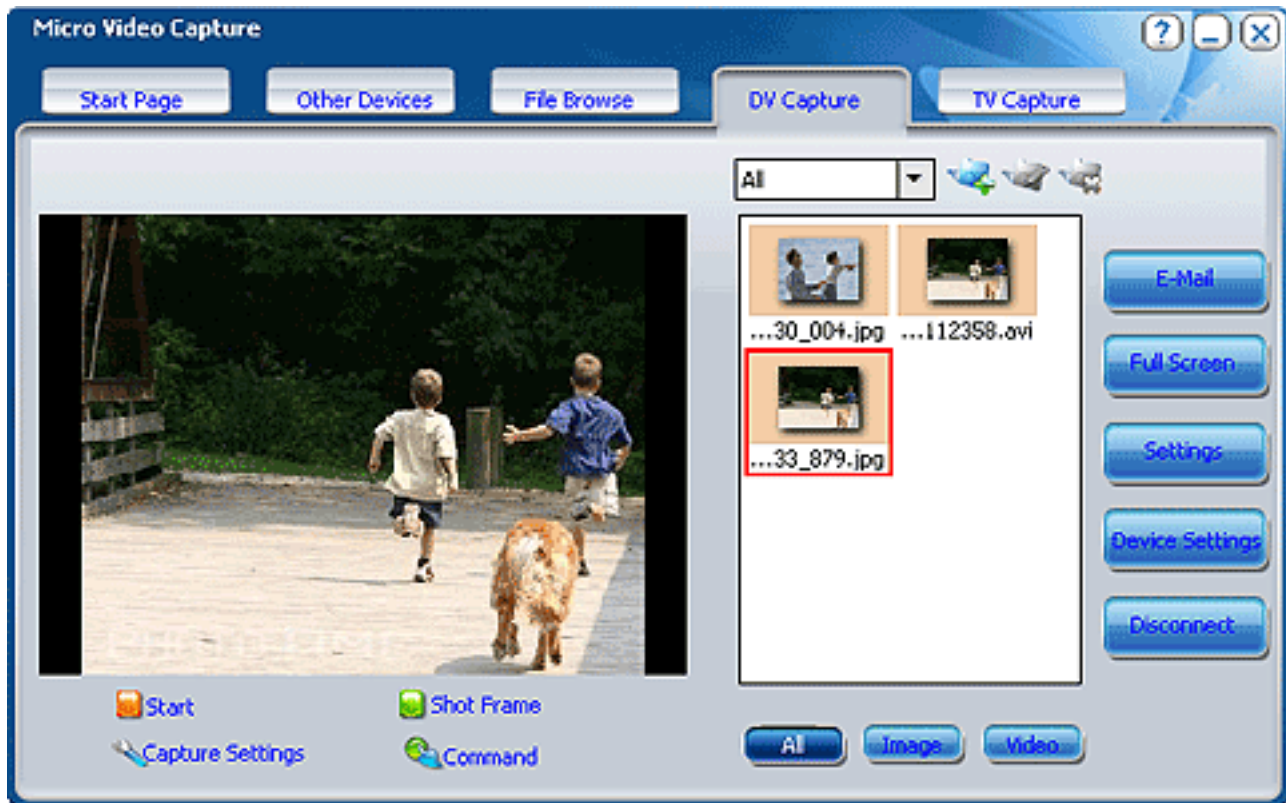 Micro Video Capture
Start Page
Other Devices
File Browse
DV Capture
TV Capture
All
...30_004.jpg
...112358.avi
...33_879.jpg
E-Mail
Full Screen
Settings
Device Settings
Disconnect
Start
Shot Frame
Capture Settings
Command
All
Image
Video